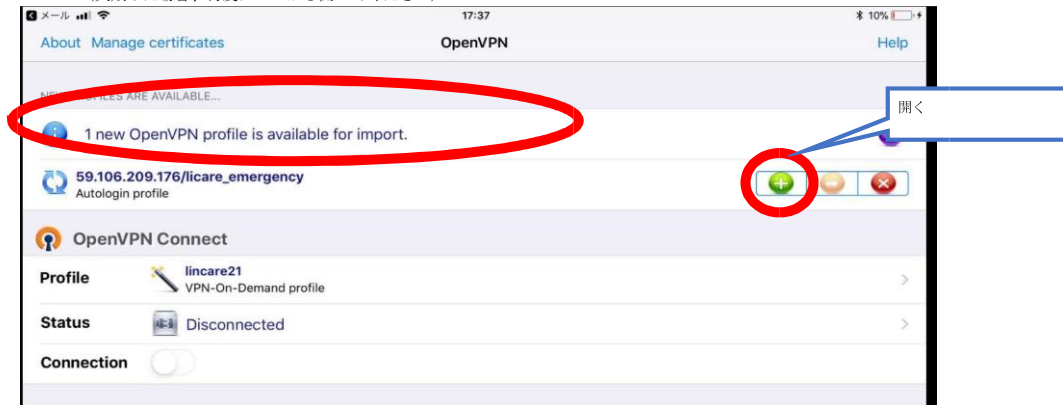 メール 17:37 10%
About Manage certificates OpenVPN Help
ARE AVAILABLE...
1 new OpenVPN profile is available for import.
開く
59.106.209.176/licare_emergency
Autologin profile
OpenVPN Connect
Profile
lincare21
VPN-On-Demand profile
Status Disconnected
Connection